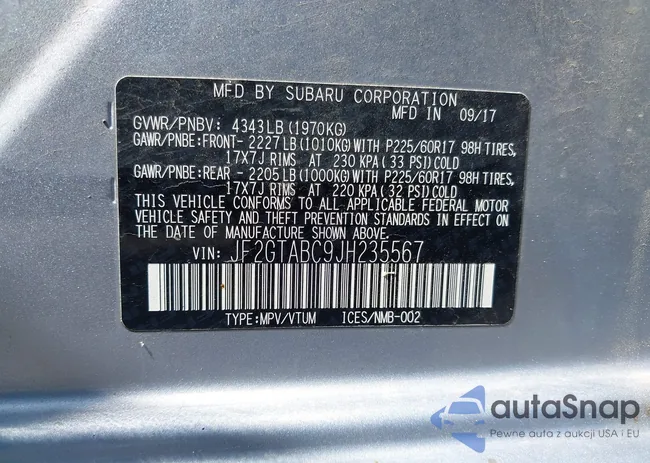 MFD BY SUBARU CORPORATION
MFD IN 09/17
GVWR/PNBV: 4343LB(1970KG)
GAWR/PNBE:FRONT- 2227LB(1010KG)WITH P225/60R17 98H TIRES,
17X7J RIMS AT 230 KPA(33 PSI)COLD
GAWR/PNBE:REAR - 2205LB(1000KG)WITH P225/60R17 98H TIRES,
17X7J RIMS AT 220 KPA(32 PSI)COLD
THIS VEHICLE CONFORMS TO ALL APPLICABLE FEDERAL MOTOR
VEHICLE SAFETY AND THEFT PREVENTION STANDARDS IN EFFECT ON
THE DATE OF MANUFACTURE SHOWN ABOVE.
VIN: JF2GTABC9JH235567
TYPE:MPV/VTUM ICES/NMB-002
autaSnap
Pewne auta z aukcji USA i EU